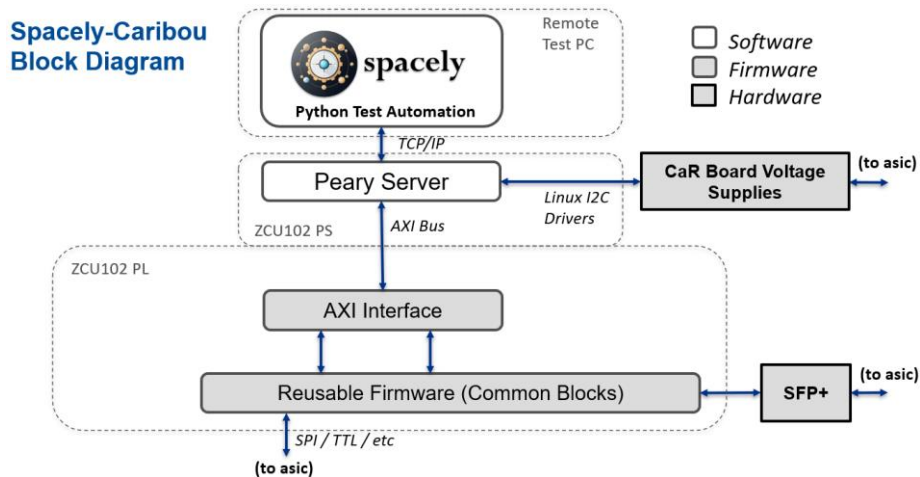 Spacely-Caribou
Block Diagram
Remote
Test PC
spacely
Python Test Automation
Software
Firmware
Hardware
TCP/IP
Peary Server
Linux I2C
Drivers
CaR Board Voltage
Supplies
(to asic)
ZCU102 PS
AXI Bus
ZCU102 PL
AXI Interface
Reusable Firmware (Common Blocks)
SFP+
(to asic)
SPI / TTL / etc
(to asic)